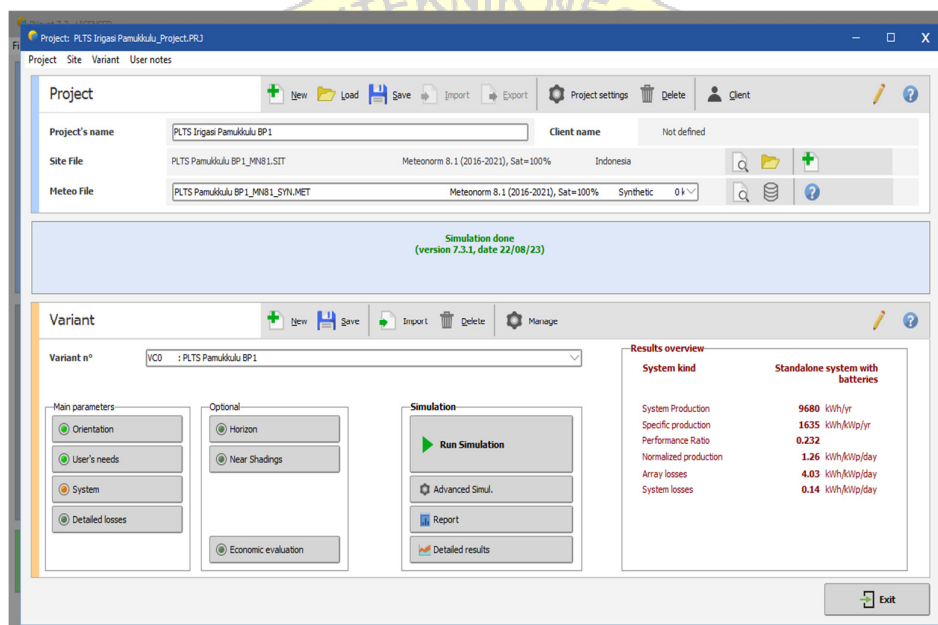 TEKNIK
Project: PLTS Irigasi Pamukkulu_Project.PRJ
Project Site Variant User notes
Project New Load Save Import Export Project settings Delete Client
Project's name PLTS Irigasi Pamukkulu BP1 Client name Not defined
Site File PLTS Pamukkulu BP1_MN81.SIT Meteonorm 8.1 (2016-2021), Sat=100% Indonesia
Meteo File PLTS Pamukkulu BP1_MN81_SYN.MET Meteonorm 8.1 (2016-2021), Sat=100% Synthetic 0 k
Simulation done
(version 7.3.1, date 22/08/23)
Variant New Save Import Delete Manage
Variant n° VC0 : PLTS Pamukkulu BP1
Results overview
System kind Standalone system with
batteries
Main parameters Optional Simulation
System Production 9680 kWh/yr
Orientation Horizon Run Simulation
Specific production 1635 kWh/kWp/yr
Performance Ratio 0.232
User's needs Near Shadings
Normalized production 1.26 kWh/kWp/day
Array losses 4.03 kWh/kWp/day
System Advanced Simul.
System losses 0.14 kWh/kWp/day
Detailed losses Report
Economic evaluation Detailed results
Exit